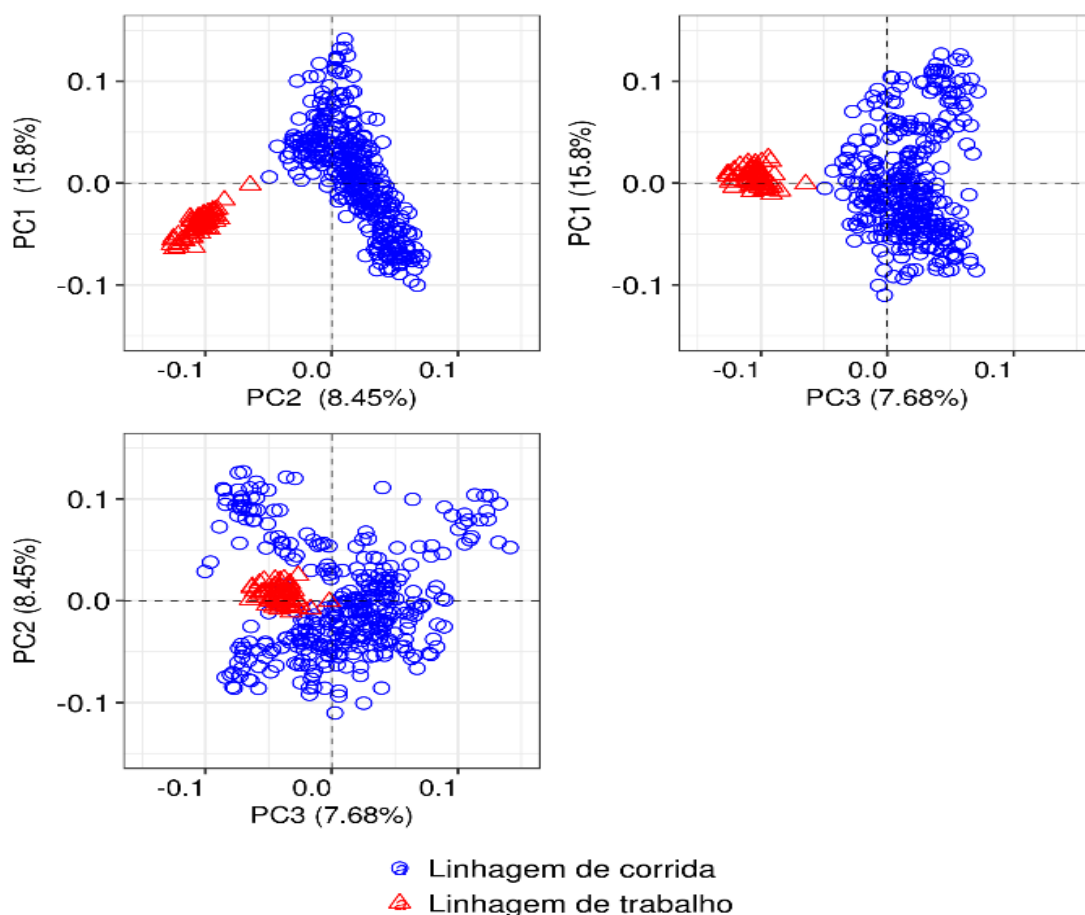 0.1
0.0
-0.1
PC1 (15.8%)
-0.1
0.0
0.1
PC2 (8.45%)
0.1
0.0
-0.1
PC1 (15.8%)
-0.1
0.0
0.1
PC3 (7.68%)
0.1
0.0
-0.1
PC2 (8.45%)
-0.1
0.0
0.1
PC3 (7.68%)
Linhagem de corrida
Linhagem de trabalho